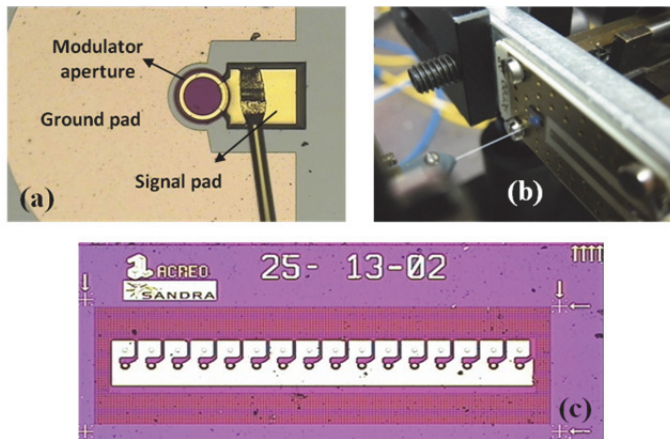 Modulator
aperture
Ground pad
Signal pad
(a)
(b)
ACREO
SANDRA
25- 13-02
(c)